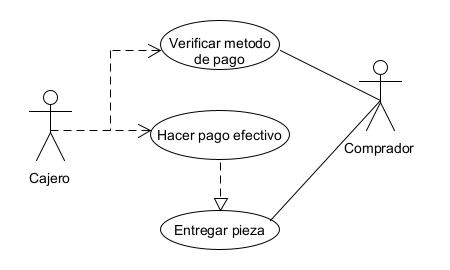 Verificar metodo
de pago
Hacer pago efectivo
Comprador
Cajero
Entregar pieza